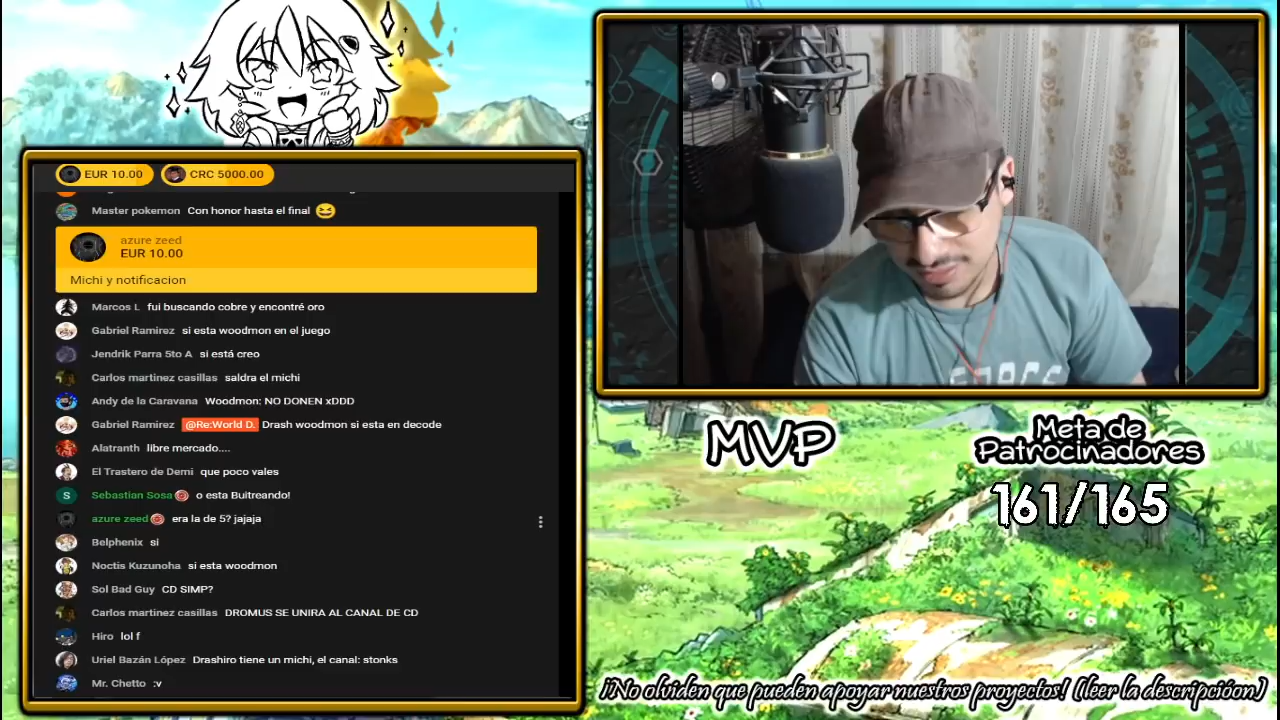 EUR 10.00 CRC 5000.00
Master pokemon Con honor hasta el final
azure zeed
EUR 10.00
Michi y notificacion
Marcos L fui buscando cobre y encontré oro
Gabriel Ramirez si esta woodmon en el juego
Jendrik Parra 5to A si está creo
Carlos martinez casillas saldra el michi
Andy de la Caravana Woodmon: NO DONEN xDDD
Gabriel Ramirez @Re:World D. Drash woodmon si esta en decode
Alatranth libre mercado....
El Trastero de Demi que poco vales
S Sebastian Sosa o esta Buitreando!
azure zeed era la de 5? jajaja
Belphenix si
Noctis Kuzunoha si esta woodmon
Sol Bad Guy CD SIMP?
Carlos martinez casillas DROMUS SE UNIRA AL CANAL DE CD
Hiro lol f
Uriel Bazán López Drashiro tiene un michi, el canal: stonks
Mr. Chetto :v
MVP
Meta de
Patrocinadores
161/165
¡No olviden que pueden apoyar nuestros proyectos! (leer la descripcióon)